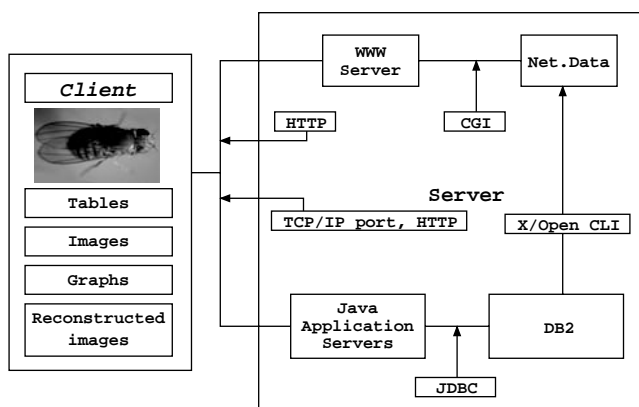 Client
Tables
Images
Graphs
Reconstructed
images
WWW
Server
Net.Data
HTTP
CGI
Server
TCP/IP port, HTTP
X/Open CLI
Java
Application
Servers
DB2
JDBC